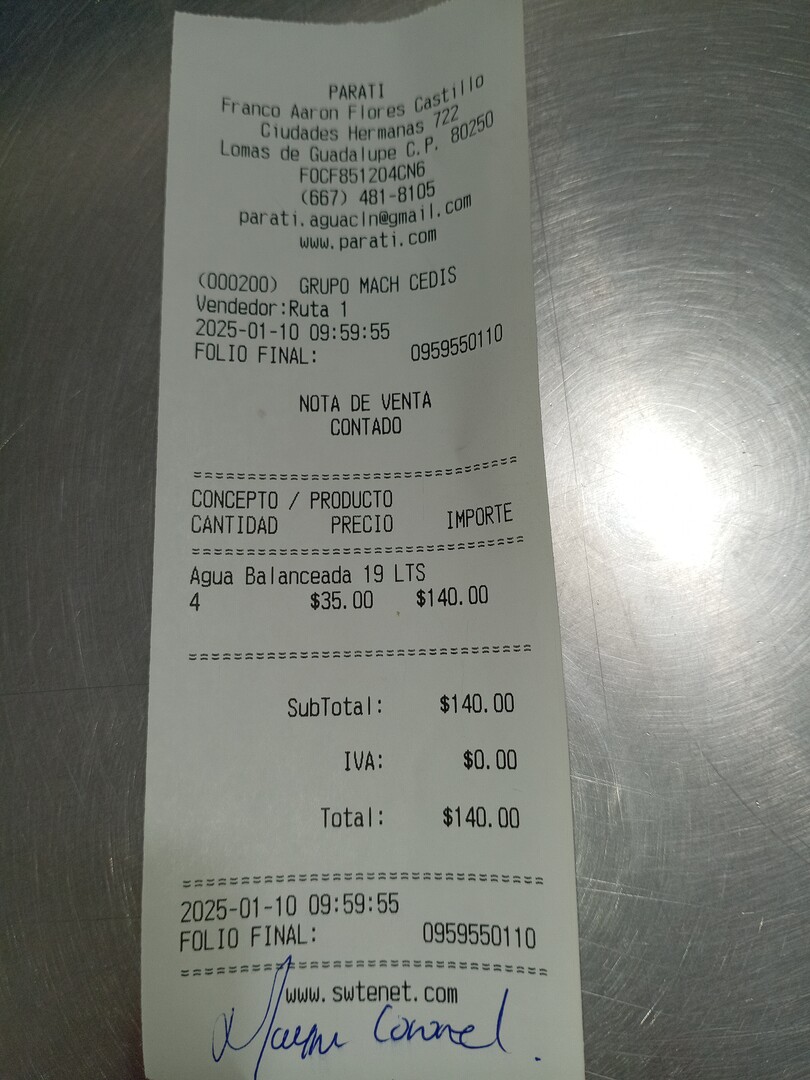 PARATI
Franco Aaron Flores Castillo
Ciudades Hermanas 722
Lomas de Guadalupe C.P. 80250
FOCF851204CN6
(667) 481-8105
parati.aguacln@gmail.com
www.parati.com
(000200) GRUPO MACH CEDIS
Vendedor:Ruta 1
2025-01-10 09:59:55
FOLIO FINAL: 0959550110
NOTA DE VENTA
CONTADO
CONCEPTO / PRODUCTO
CANTIDAD PRECIO IMPORTE
Agua Balanceada 19 LTS
4 $35.00 $140.00
SubTotal: $140.00
IVA: $0.00
Total: $140.00
2025-01-10 09:59:55
FOLIO FINAL: 0959550110
www.swtenet.com
Coronel